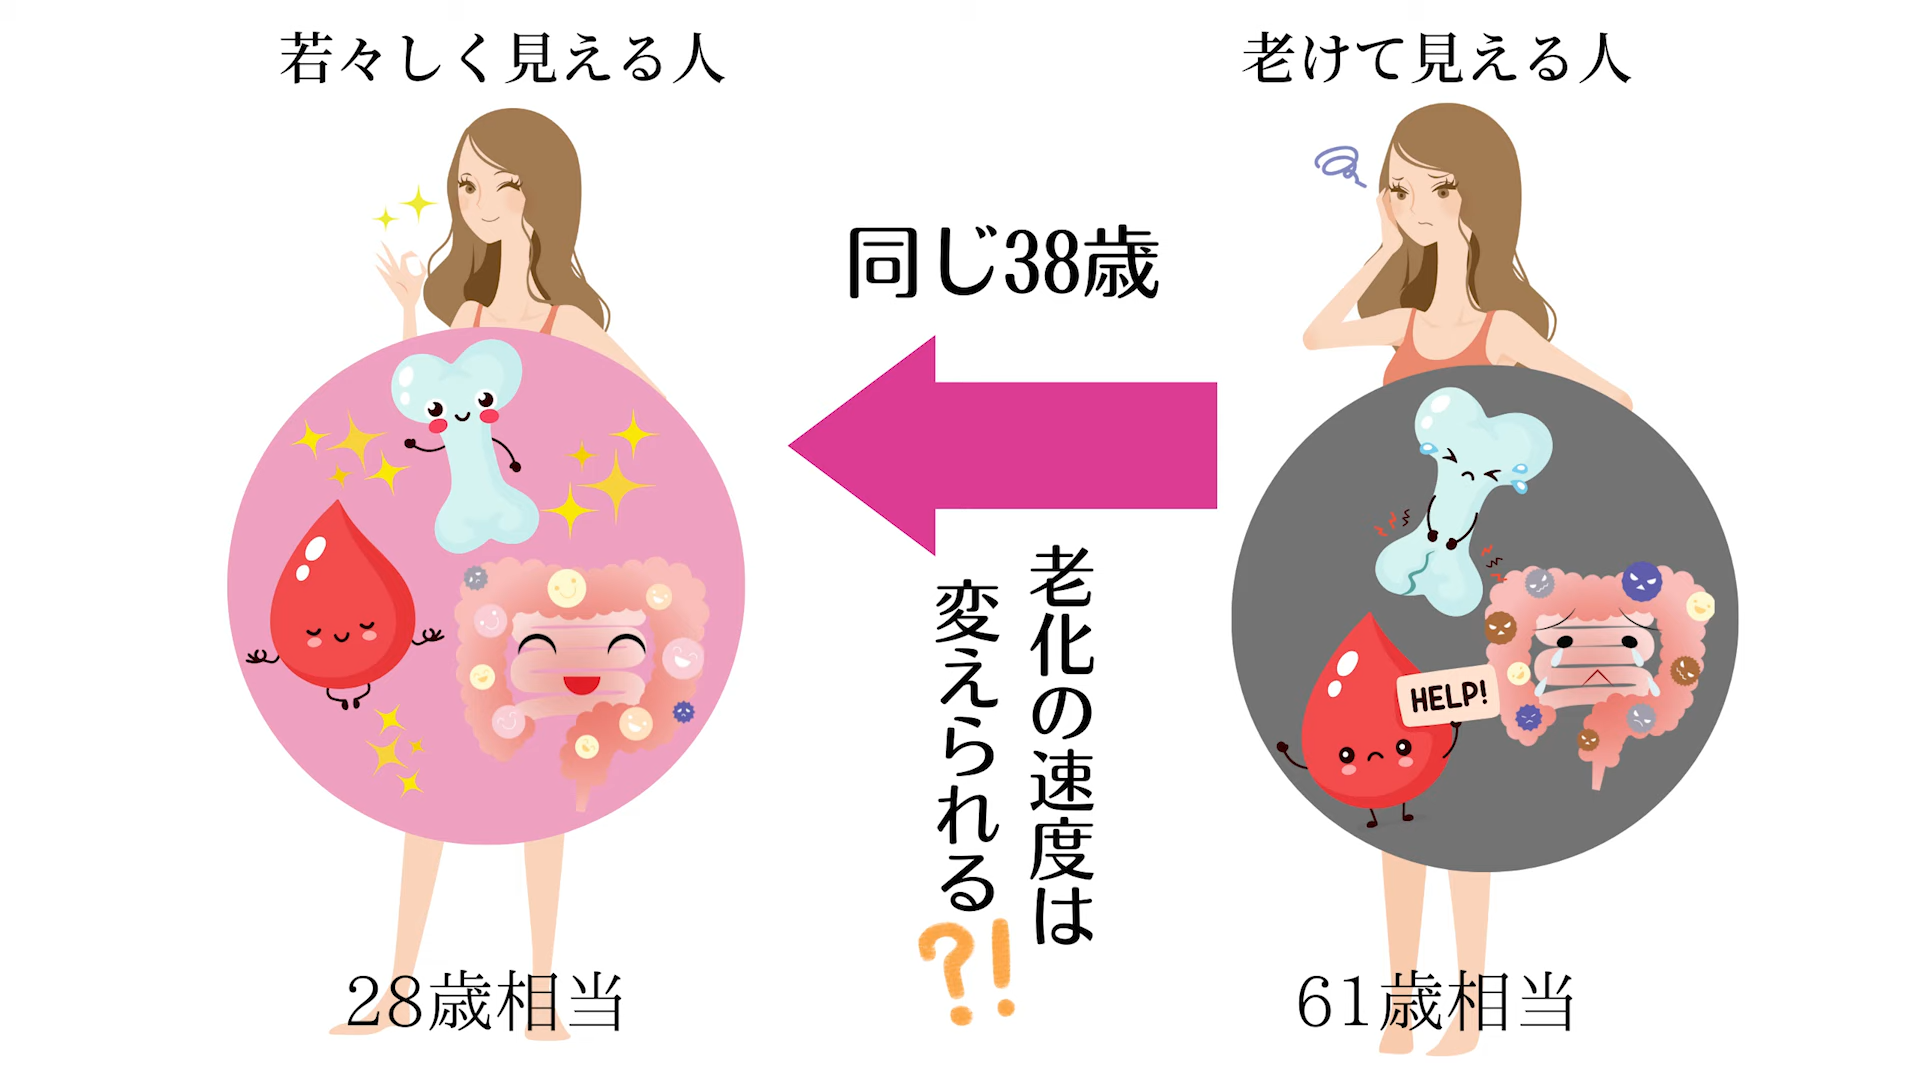 若々しく見える人
老けて見える人
同じ38歳
老化の速度は
変えられる?!
HELP!
28歳相当
61歳相当